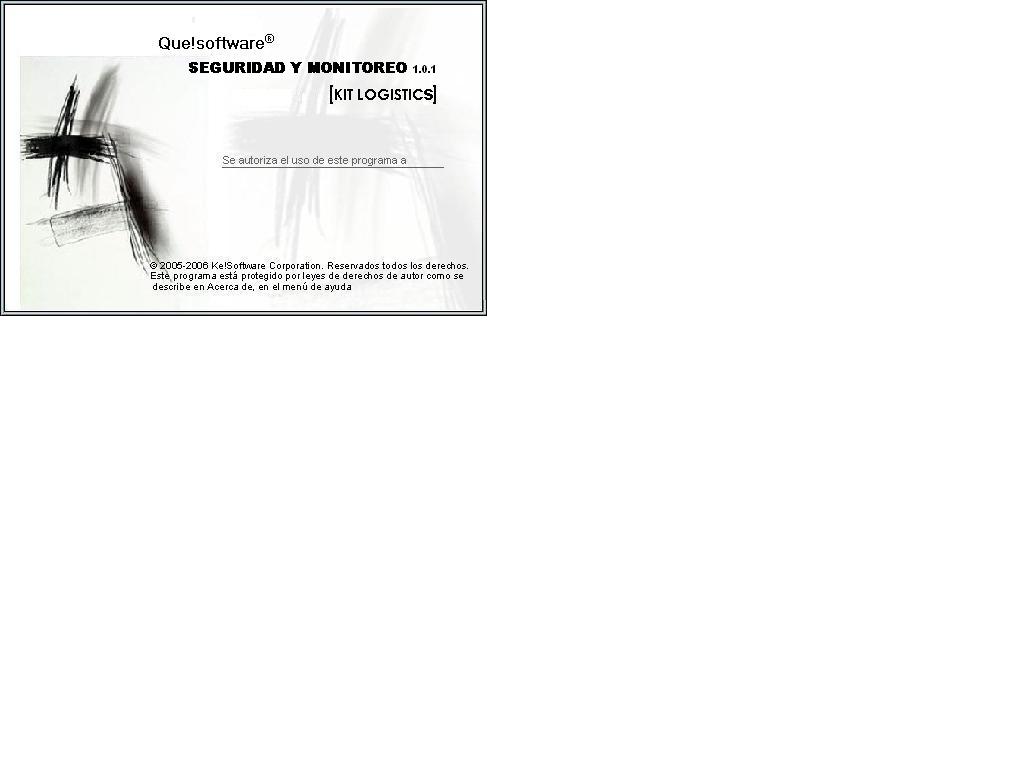 Que!software®
SEGURIDAD Y MONITOREO 1.0.1
[KIT LOGISTICS]
Se autoriza el uso de este programa a
© 2005-2006 Ke!Software Corporation. Reservados todos los derechos.
Este programa está protegido por leyes de derechos de autor como se
describe en Acerca de, en el menú de ayuda